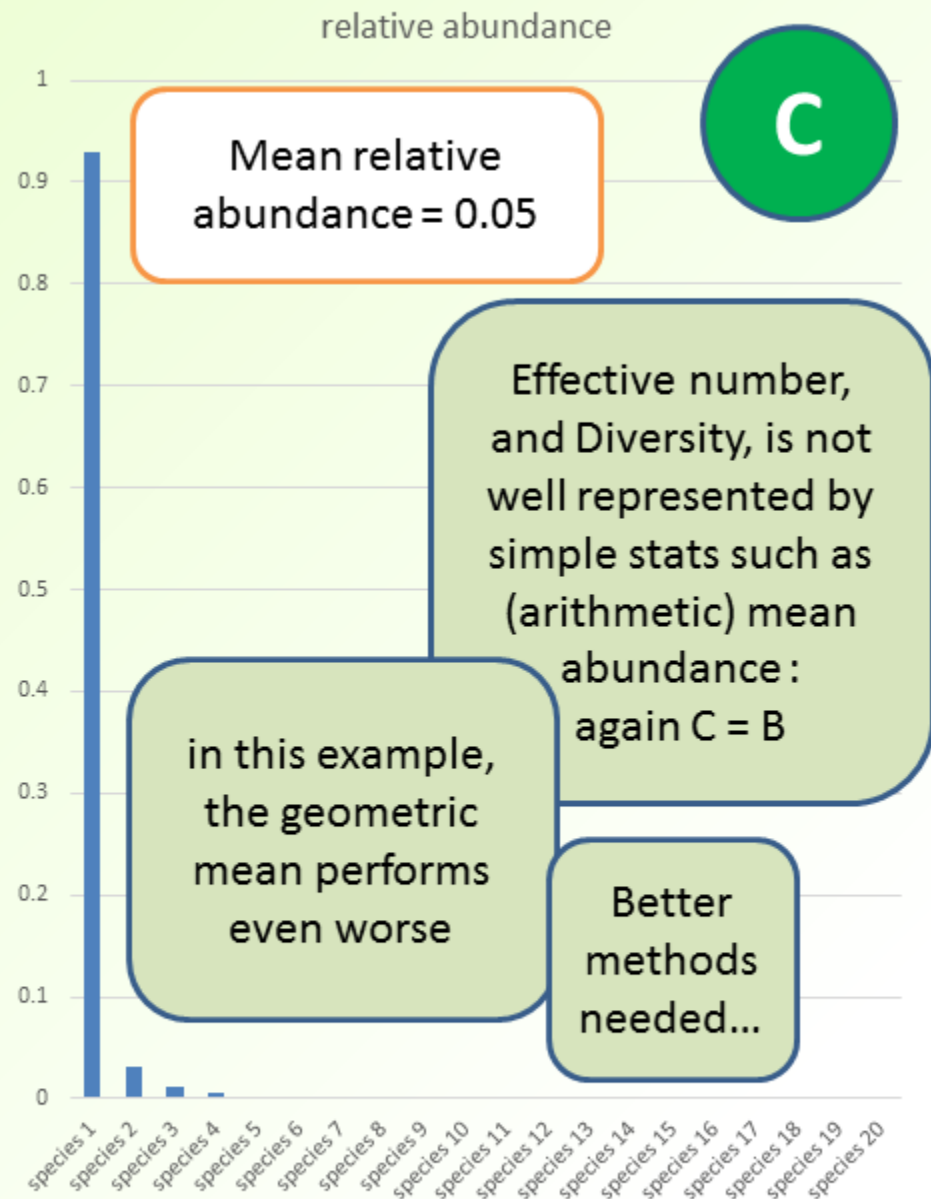 relative abundance
C
Mean relative
abundance = 0.05
Effective number,
and Diversity, is not
well represented by
simple stats such as
(arithmetic) mean
abundance :
again C = B
in this example,
the geometric
mean performs
even worse
Better
methods
needed...
1
0.9
0.8
0.7
0.6
0.5
0.4
0.3
0.2
0.1
0
species 1
species 2
species 3
species 4
species 5
species 6
species 7
species 8
species 9
species 10
species 11
species 12
species 13
species 14
species 15
species 16
species 17
species 18
species 19
species 20